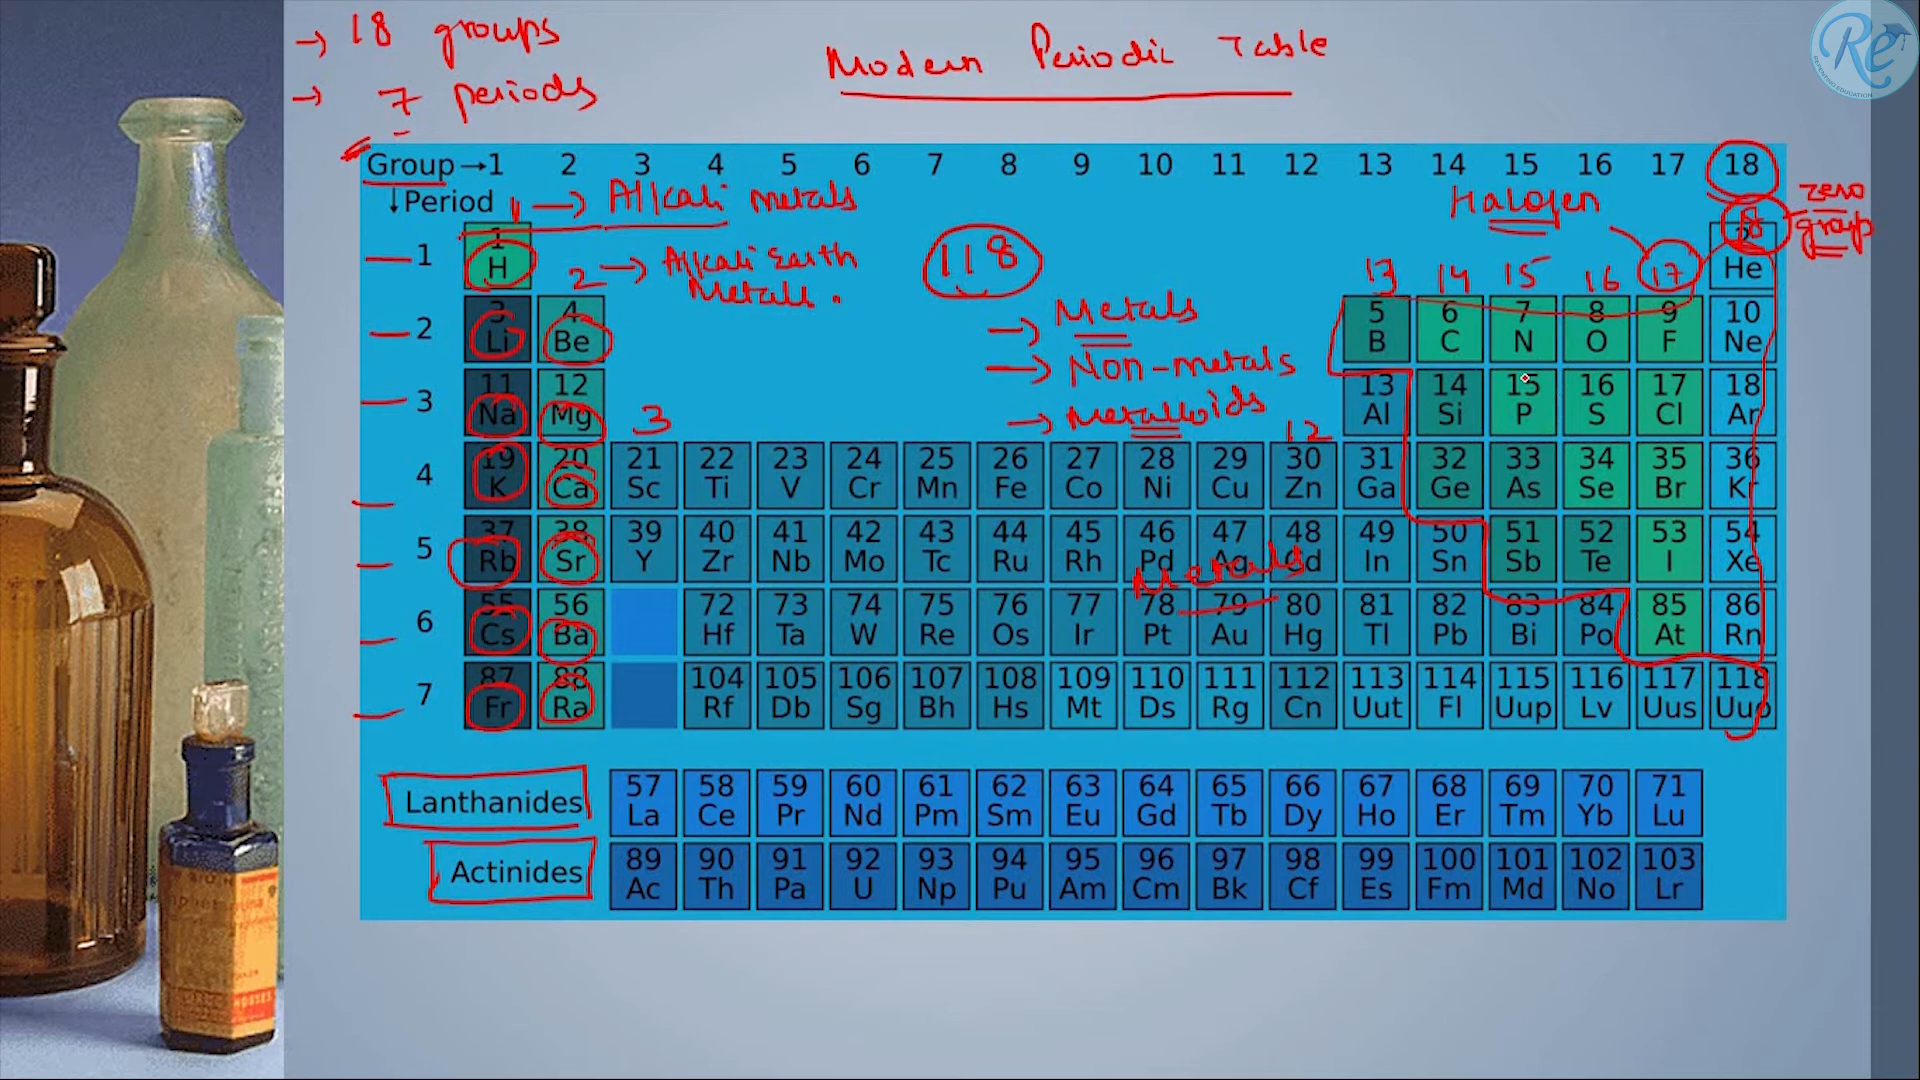 → 18 groups
→ 7 periods
Modern Periodic Table
Re
REPENTING EDUCATION
Group →1 2 3 4 5 6 7 8 9 10 11 12 13 14 15 16 17 18
↓Period
1 → Alkali metals
2 → Alkali Earth
Metals.
118
→ Metals
→ Non-metals
→ Metalloids
Halogen
zero
group
18
13 14 15 16 17
3
12
Metals
1 1 2
1 H He
3 4 5 6 7 8 9 10
2 Li Be B C N O F Ne
11 12 13 14 15 16 17 18
3 Na Mg Al Si P S Cl Ar
19 20 21 22 23 24 25 26 27 28 29 30 31 32 33 34 35 36
4 K Ca Sc Ti V Cr Mn Fe Co Ni Cu Zn Ga Ge As Se Br Kr
37 38 39 40 41 42 43 44 45 46 47 48 49 50 51 52 53 54
5 Rb Sr Y Zr Nb Mo Tc Ru Rh Pd Ag Cd In Sn Sb Te I Xe
55 56 72 73 74 75 76 77 78 79 80 81 82 83 84 85 86
6 Cs Ba Hf Ta W Re Os Ir Pt Au Hg Tl Pb Bi Po At Rn
87 88 104 105 106 107 108 109 110 111 112 113 114 115 116 117 118
7 Fr Ra Rf Db Sg Bh Hs Mt Ds Rg Cn Uut Fl Uup Lv Uus Uuo
57 58 59 60 61 62 63 64 65 66 67 68 69 70 71
Lanthanides La Ce Pr Nd Pm Sm Eu Gd Tb Dy Ho Er Tm Yb Lu
89 90 91 92 93 94 95 96 97 98 99 100 101 102 103
Actinides Ac Th Pa U Np Pu Am Cm Bk Cf Es Fm Md No Lr